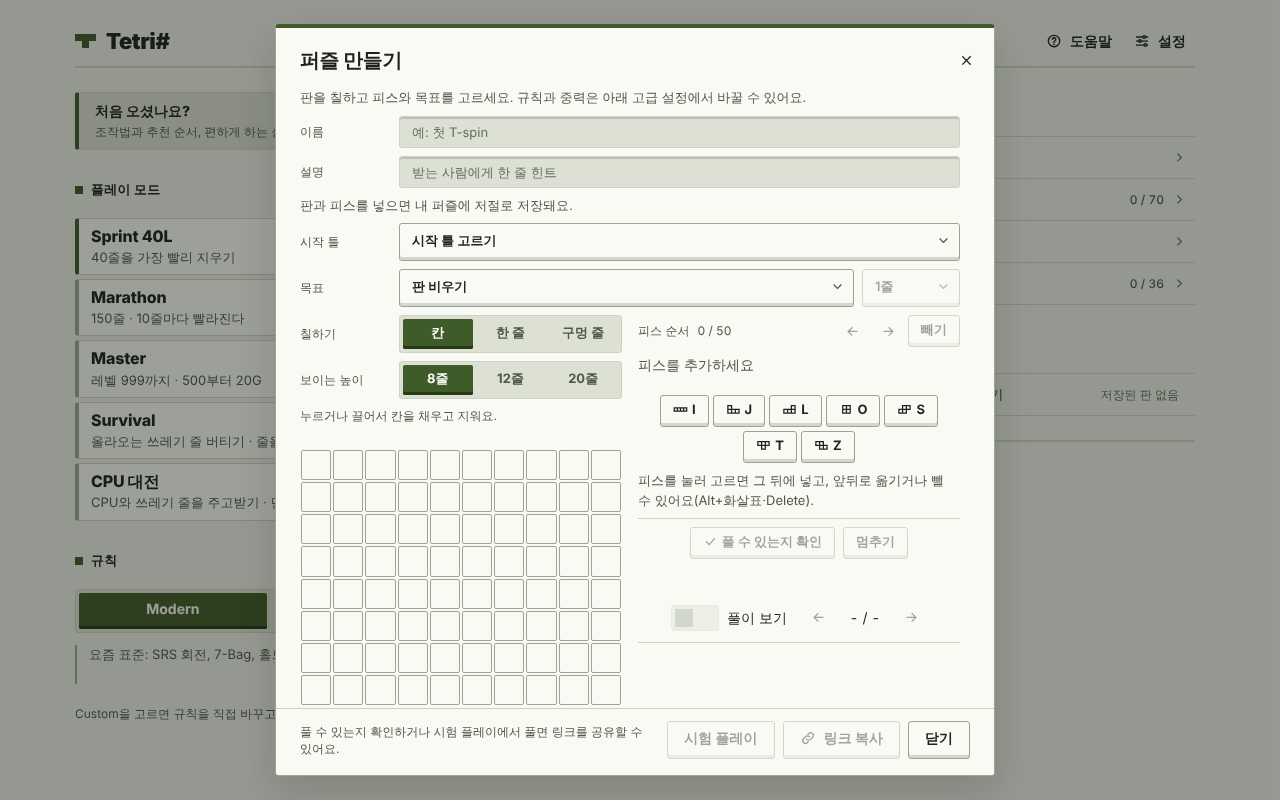 Tetri#
도움말
설정
처음 오셨나요?
조작법과 추천 순서, 편하게 하는
플레이 모드
Sprint 40L
40줄을 가장 빨리 지우기
Marathon
150줄 · 10줄마다 빨라진다
Master
레벨 999까지 · 500부터 20G
Survival
올라오는 쓰레기 줄 버티기 ·
CPU 대전
CPU와 쓰레기 줄을 주고받기 ·
규칙
Modern
요즘 표준: SRS 회전, 7-Bag,
Custom을 고르면 규칙을 직접 바꾸고
0 / 70
0 / 36
저장된 판 없음
퍼즐 만들기
판을 칠하고 피스와 목표를 고르세요. 규칙과 중력은 아래 고급 설정에서 바꿀 수 있어요.
이름
예: 첫 T-spin
설명
받는 사람에게 한 줄 힌트
판과 피스를 넣으면 내 퍼즐에 저절로 저장돼요.
시작 틀
시작 틀 고르기
목표
판 비우기
1줄
칠하기
칸
한 줄
구멍 줄
보이는 높이
8줄
12줄
20줄
누르거나 끌어서 칸을 채우고 지워요.
피스 순서 0 / 50
← → 빼기
피스를 추가하세요
I
J
L
O
S
T
Z
피스를 눌러 고르면 그 뒤에 넣고, 앞뒤로 옮기거나 뺄
수 있어요(Alt+화살표·Delete).
풀 수 있는지 확인
멈추기
풀이 보기
← - / - →
풀 수 있는지 확인하거나 시험 플레이에서 풀면 링크를 공유할 수
있어요.
시험 플레이
링크 복사
닫기